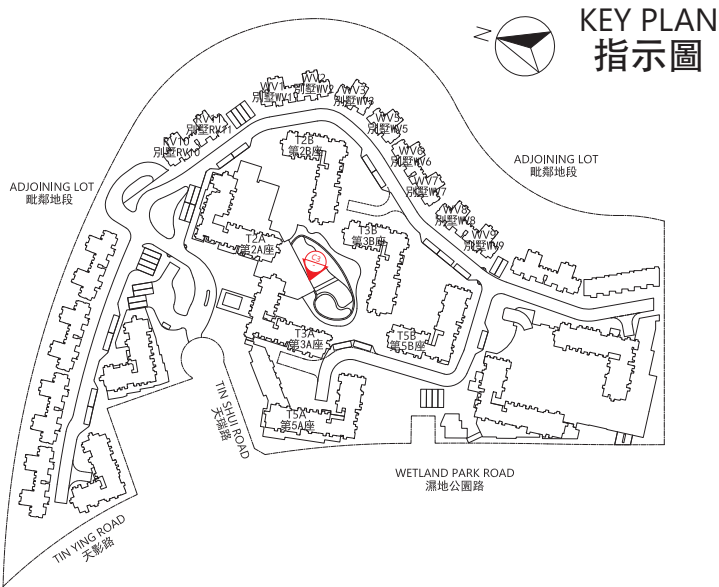 KEY PLAN
指示圖
N
WV1
別墅WV1
WV2
別墅WV2
WV3
別墅WV3
RV11
別墅RV11
WV5
別墅WV5
RV10
別墅RV10
T2B
第2B座
WV6
別墅WV6
ADJOINING LOT
毗鄰地段
ADJOINING LOT
毗鄰地段
WV7
別墅WV7
WV8
別墅WV8
T3B
第3B座
WV9
別墅WV9
T2A
第2A座
C3
T3A
第3A座
T5B
第5B座
TIN SHUI ROAD
天瑞路
T5A
第5A座
WETLAND PARK ROAD
濕地公園路
TIN YING ROAD
天影路